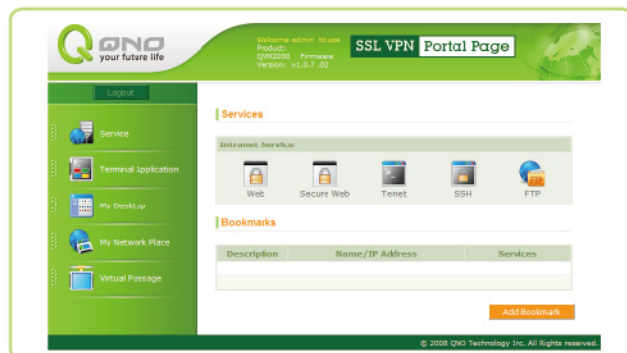 QNO
your future life
Welcome admin to use
Product:
QVM2000 Firmware
Version: v1.0.7 .02
SSL VPN Portal Page
Logout
Service
Terminal Application
My Desktop
My Network Place
Virtual Passage
Services
Intranet Service
Web
Secure Web
Telnet
SSH
FTP
Bookmarks
Description
Name/IP Address
Services
Add Bookmark
© 2008 QNO Technology Inc. All Rights reserved.